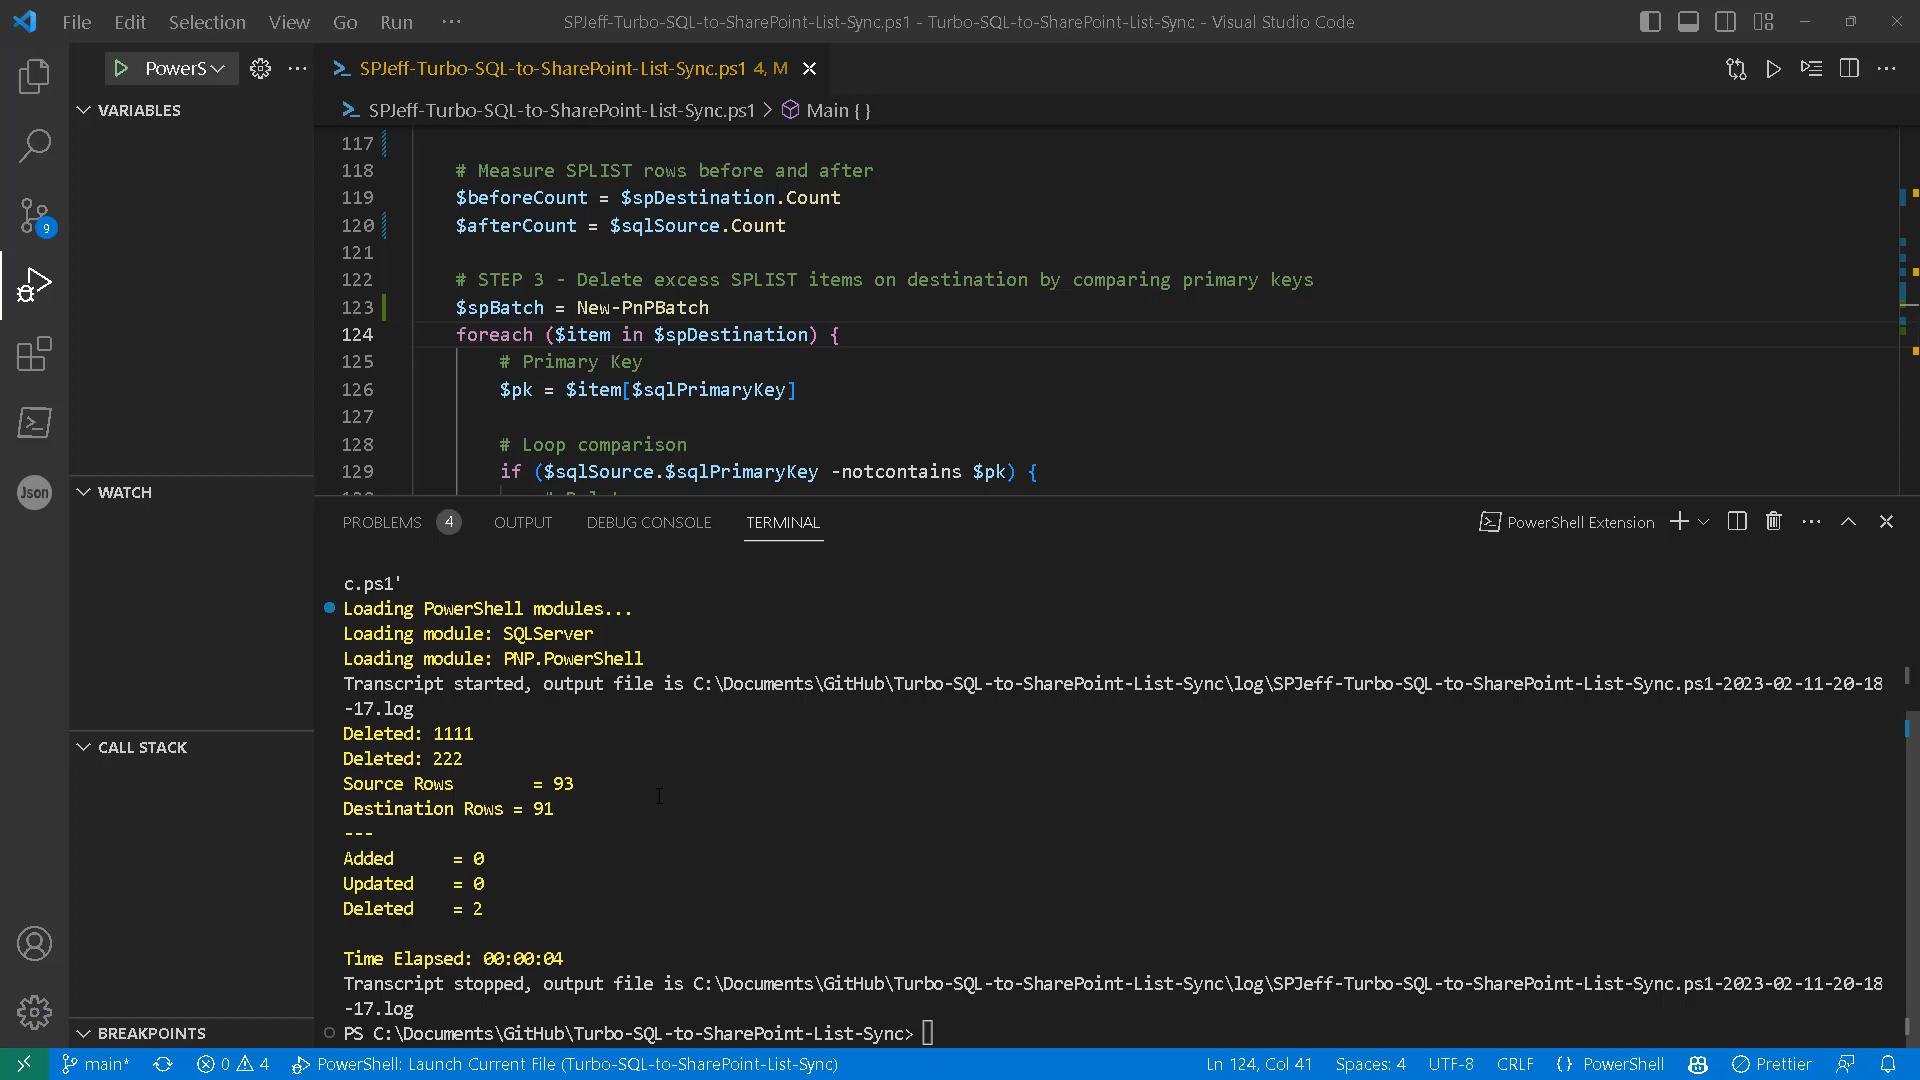 File Edit Selection View Go Run ··· SPJeff-Turbo-SQL-to-SharePoint-List-Sync.ps1 - Turbo-SQL-to-SharePoint-List-Sync - Visual Studio Code
PowerS
SPJeff-Turbo-SQL-to-SharePoint-List-Sync.ps1 4, M
VARIABLES
SPJeff-Turbo-SQL-to-SharePoint-List-Sync.ps1 > Main { }
117
118 # Measure SPLIST rows before and after
119 $beforeCount = $spDestination.Count
120 $afterCount = $sqlSource.Count
121
122 # STEP 3 - Delete excess SPLIST items on destination by comparing primary keys
123 $spBatch = New-PnPBatch
124 foreach ($item in $spDestination) {
125 # Primary Key
126 $pk = $item[$sqlPrimaryKey]
127
128 # Loop comparison
129 if ($sqlSource.$sqlPrimaryKey -notcontains $pk) {
9
Json
WATCH
CALL STACK
BREAKPOINTS
PROBLEMS 4 OUTPUT DEBUG CONSOLE TERMINAL PowerShell Extension
c.ps1'
Loading PowerShell modules...
Loading module: SQLServer
Loading module: PNP.PowerShell
Transcript started, output file is C:\Documents\GitHub\Turbo-SQL-to-SharePoint-List-Sync\log\SPJeff-Turbo-SQL-to-SharePoint-List-Sync.ps1-2023-02-11-20-18
-17.log
Deleted: 1111
Deleted: 222
Source Rows = 93
Destination Rows = 91
---
Added = 0
Updated = 0
Deleted = 2
Time Elapsed: 00:00:04
Transcript stopped, output file is C:\Documents\GitHub\Turbo-SQL-to-SharePoint-List-Sync\log\SPJeff-Turbo-SQL-to-SharePoint-List-Sync.ps1-2023-02-11-20-18
-17.log
PS C:\Documents\GitHub\Turbo-SQL-to-SharePoint-List-Sync>
main* 0 4 PowerShell: Launch Current File (Turbo-SQL-to-SharePoint-List-Sync) Ln 124, Col 41 Spaces: 4 UTF-8 CRLF { } PowerShell Prettier